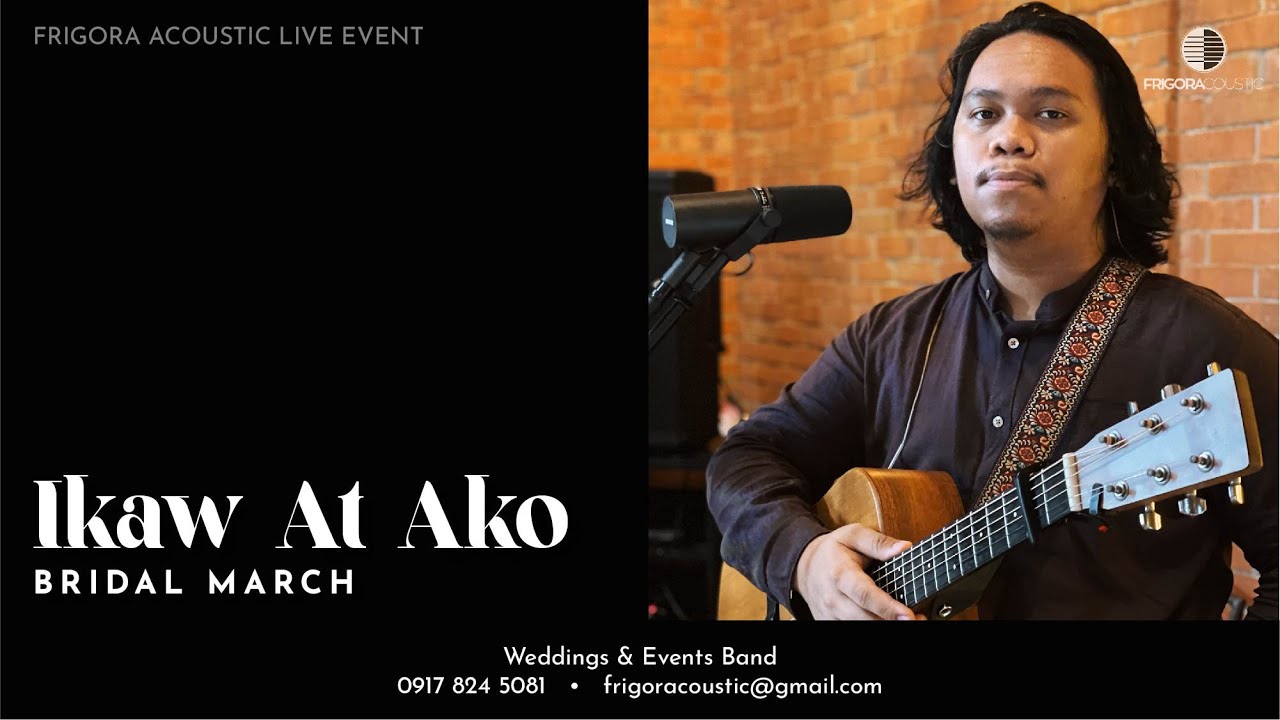 FRIGORA ACOUSTIC LIVE EVENT
FRIGORACOUSTIC
Ikaw At Ako
BRIDAL MARCH
Weddings & Events Band
0917 824 5081 • frigoracoustic@gmail.com